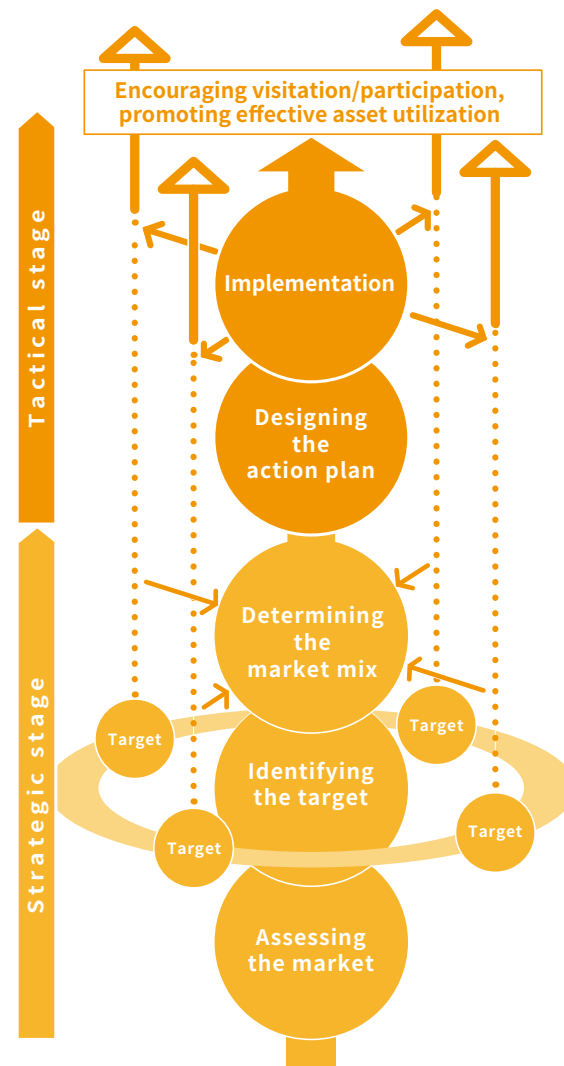 Encouraging visitation/participation,
promoting effective asset utilization
Tactical stage
Implementation
Designing
the
action plan
Strategic stage
Determining
the
market mix
Target
Target
Identifying
the target
Target
Target
Assessing
the market